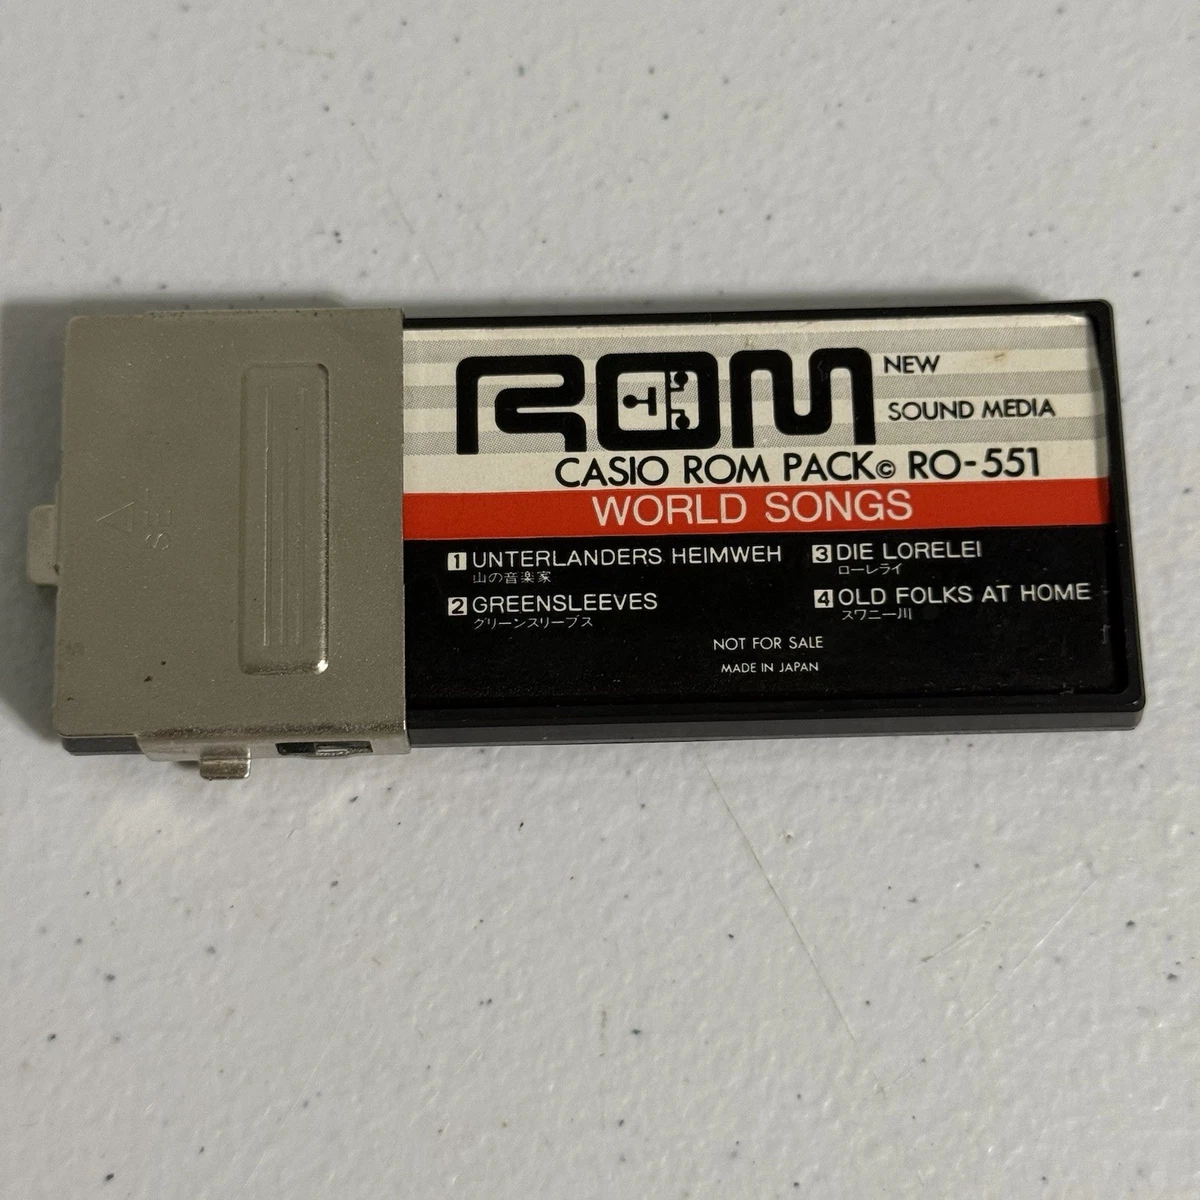 ROM
NEW
SOUND MEDIA
CASIO ROM PACK© RO-551
WORLD SONGS
1 UNTERLANDERS HEIMWEH
山の音楽家
2 GREENSLEEVES
グリーンスリーブス
3 DIE LORELEI
ローレライ
4 OLD FOLKS AT HOME
スワニー川
NOT FOR SALE
MADE IN JAPAN